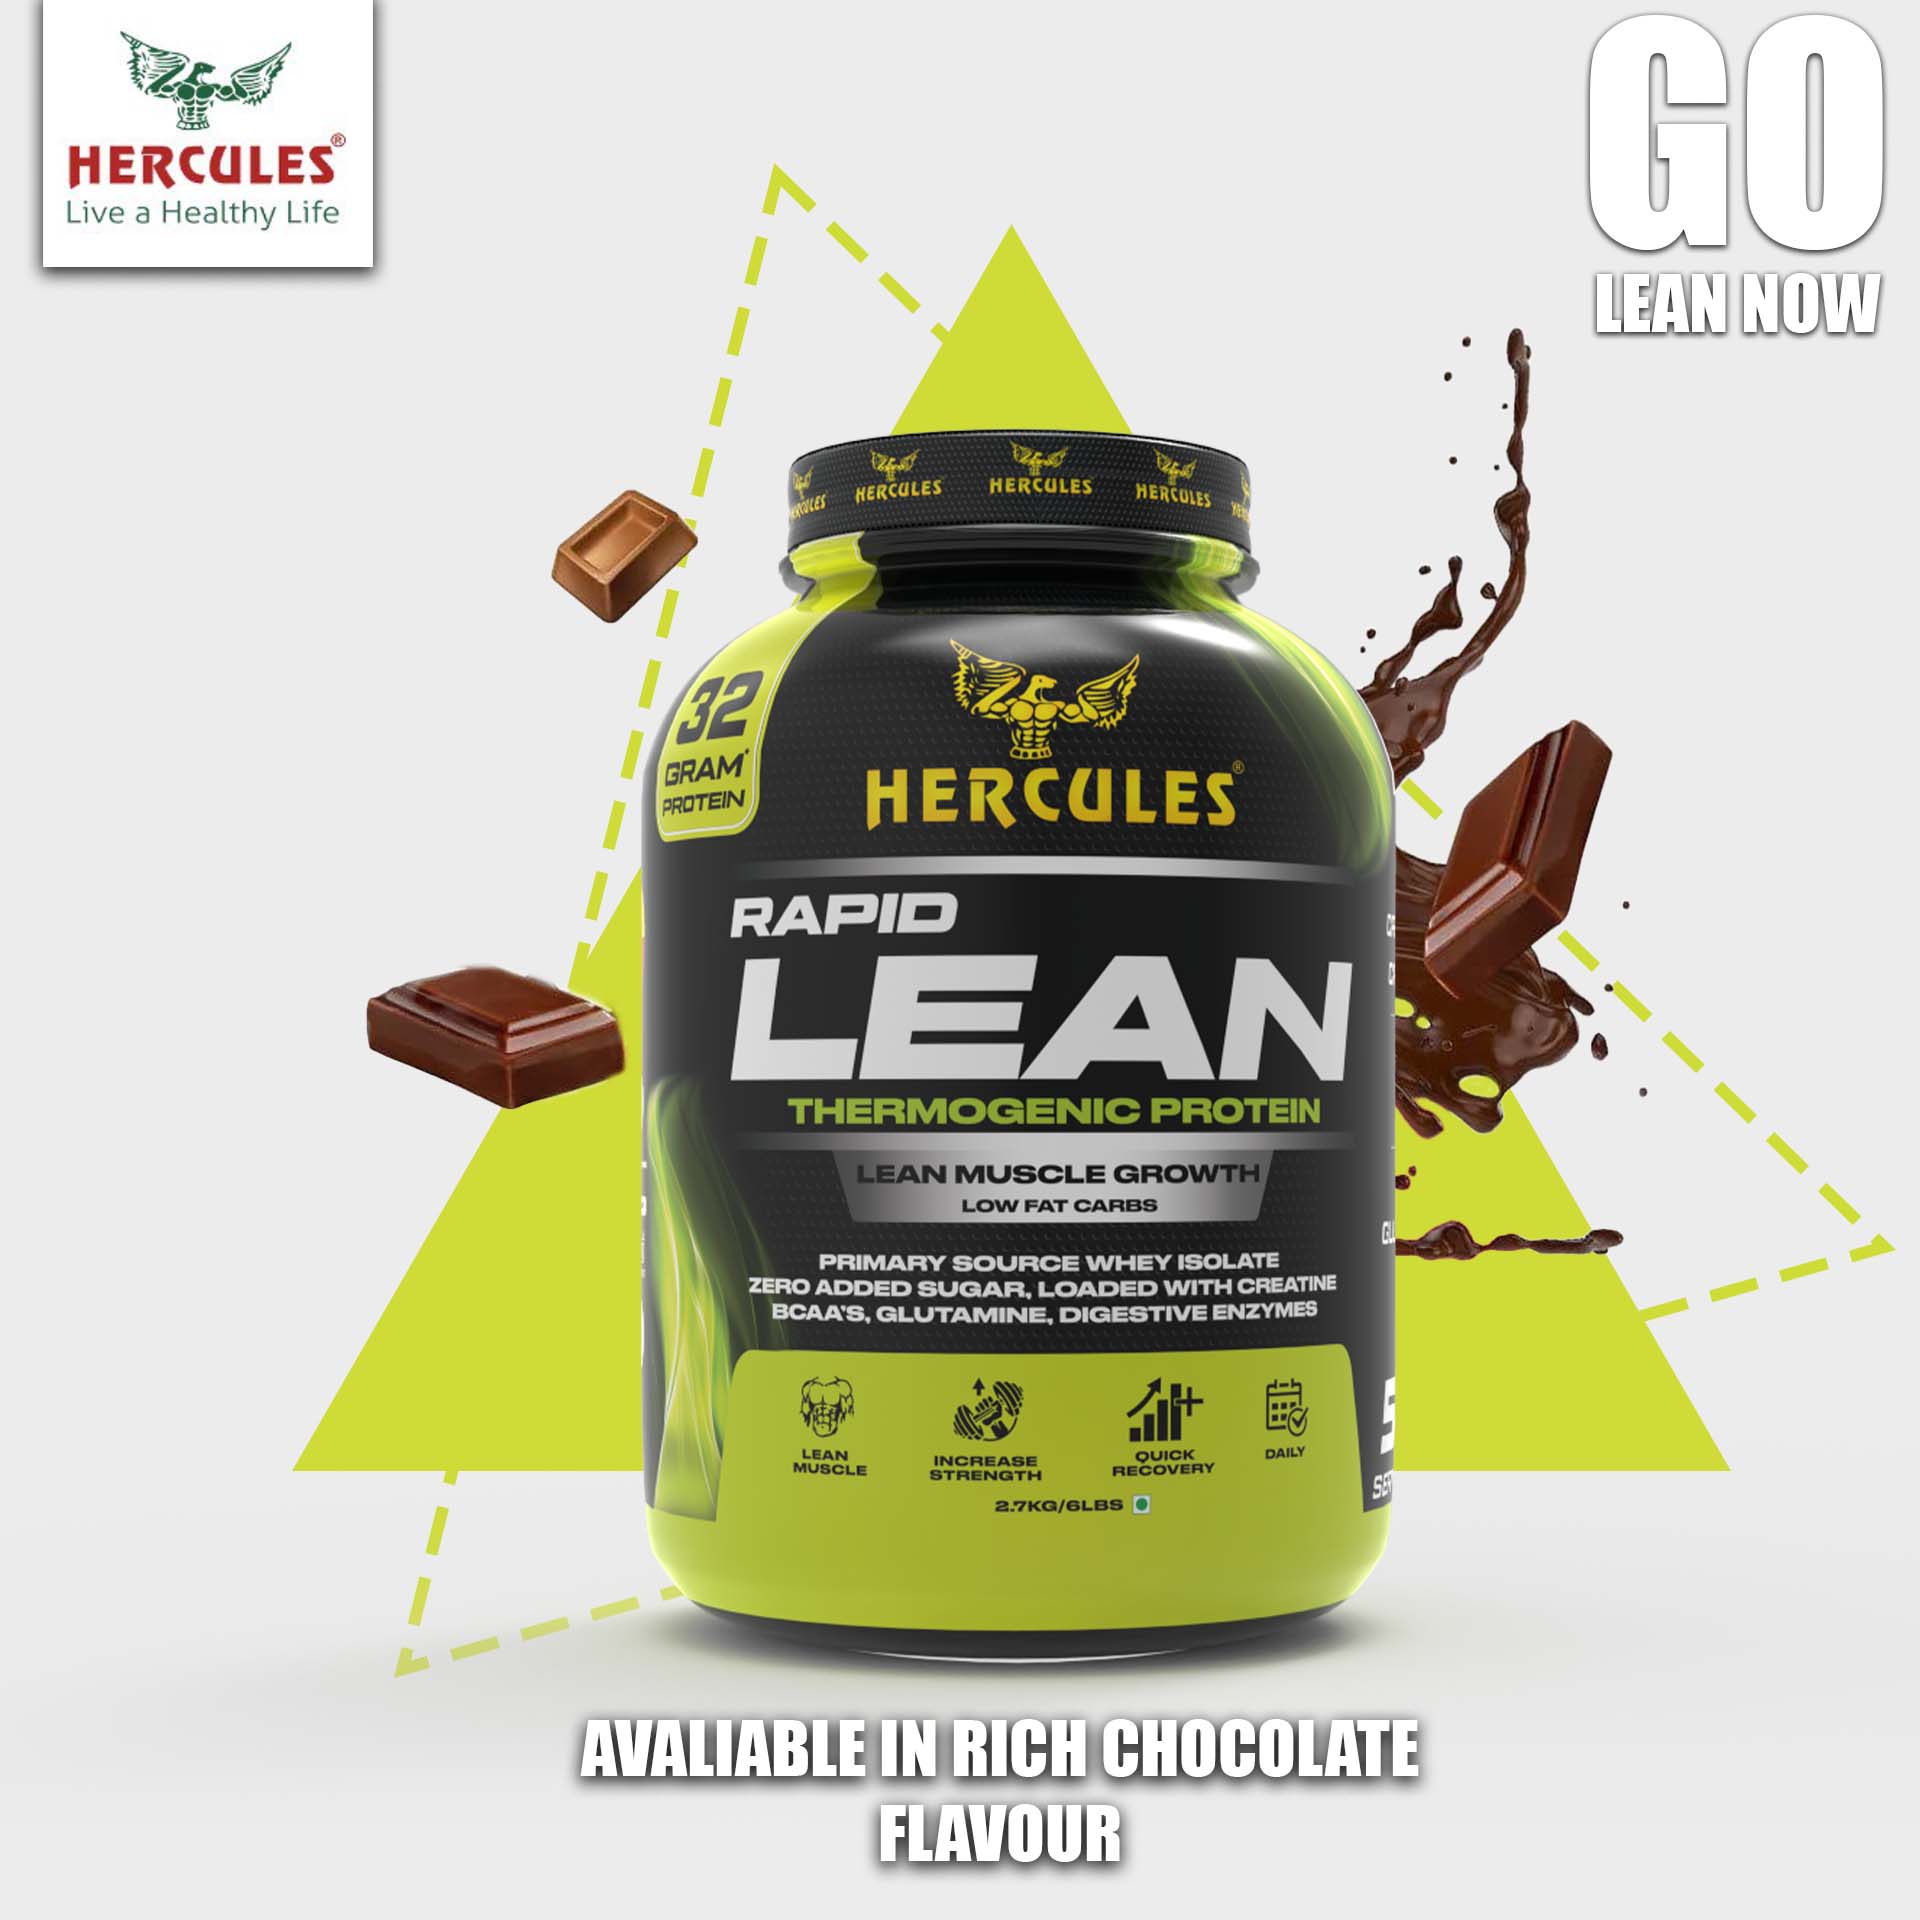 HERCULES®
Live a Healthy Life
GO
LEAN NOW
HERCULES HERCULES HERCULES HERCULES
32
GRAM*
PROTEIN
HERCULES®
RAPID
LEAN
THERMOGENIC PROTEIN
LEAN MUSCLE GROWTH
LOW FAT CARBS
PRIMARY SOURCE WHEY ISOLATE
ZERO ADDED SUGAR, LOADED WITH CREATINE
BCAA'S, GLUTAMINE, DIGESTIVE ENZYMES
LEAN
MUSCLE
INCREASE
STRENGTH
QUICK
RECOVERY
DAILY
2.7KG/6LBS
AVALIABLE IN RICH CHOCOLATE
FLAVOUR